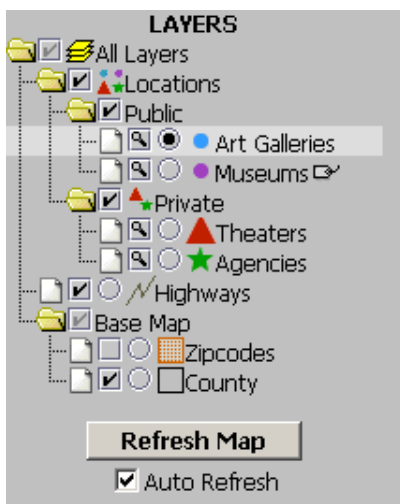 LAYERS
All Layers
Locations
Public
Art Galleries
Museums
Private
Theaters
Agencies
Highways
Base Map
Zipcodes
County
Refresh Map
Auto Refresh